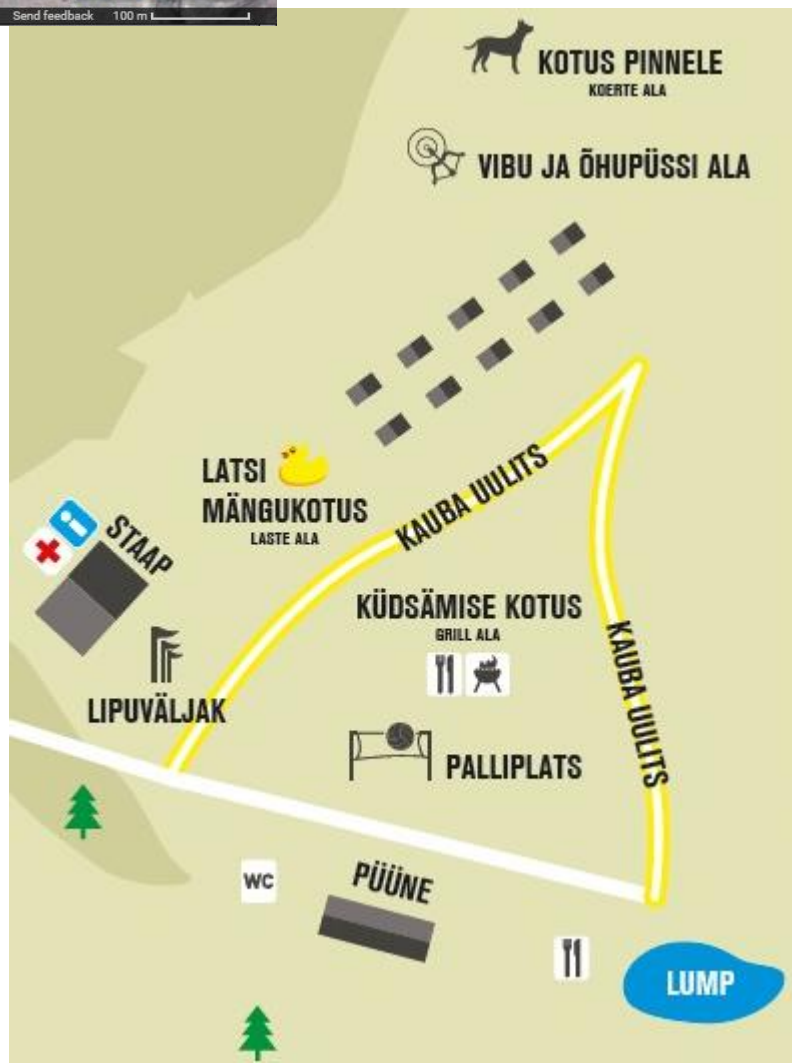 Send feedback 100 m
KOTUS PINNELE
KOERTE ALA
VIBU JA ÕHUPÜSSI ALA
LATSI
MÄNGUKOTUS
LASTE ALA
KAUBA UULITS
STAAP
KÜDSÄMISE KOTUS
GRILL ALA
KAUBA UULITS
LIPUVÄLJAK
PALLIPLATS
WC
PÜÜNE
LUMP